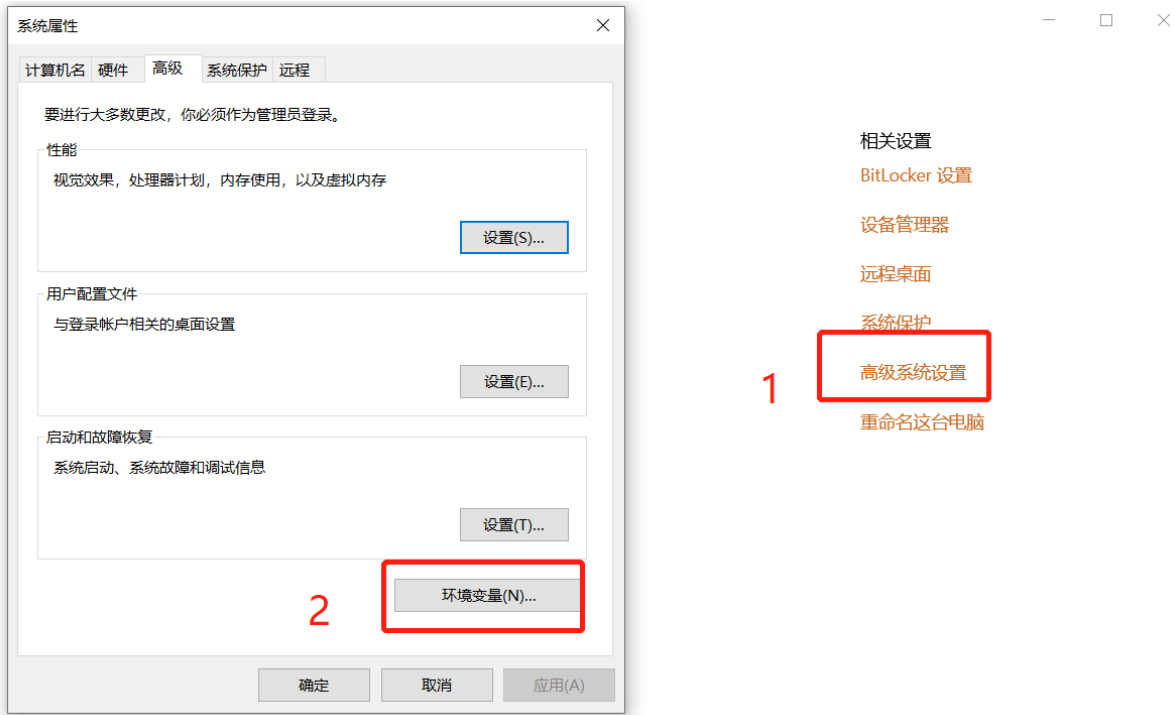 系统属性
计算机名 硬件 高级 系统保护 远程
要进行大多数更改，你必须作为管理员登录。
性能
视觉效果，处理器计划，内存使用，以及虚拟内存
设置(S)...
用户配置文件
与登录帐户相关的桌面设置
设置(E)...
启动和故障恢复
系统启动、系统故障和调试信息
设置(T)...
2
环境变量(N)...
确定 取消 应用(A)
相关设置
BitLocker 设置
设备管理器
远程桌面
系统保护
1
高级系统设置
重命名这台电脑